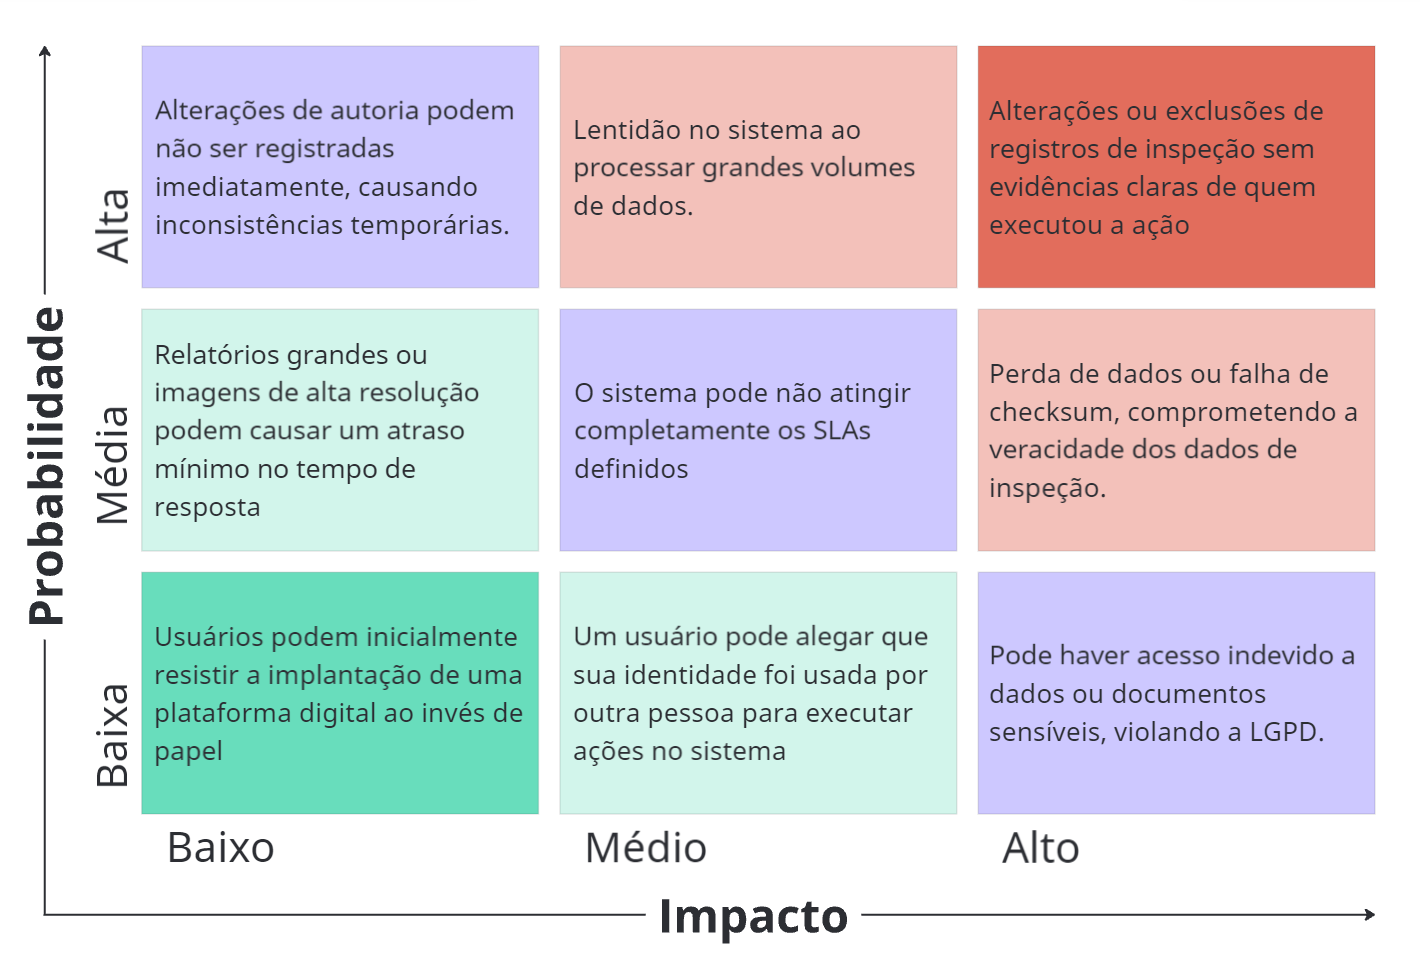 Probabilidade
Alta
Alterações de autoria podem
não ser registradas
imediatamente, causando
inconsistências temporárias.
Lentidão no sistema ao
processar grandes volumes
de dados.
Alterações ou exclusões de
registros de inspeção sem
evidências claras de quem
executou a ação
Média
Relatórios grandes ou
imagens de alta resolução
podem causar um atraso
mínimo no tempo de
resposta
O sistema pode não atingir
completamente os SLAs
definidos
Perda de dados ou falha de
checksum, comprometendo a
veracidade dos dados de
inspeção.
Baixa
Usuários podem inicialmente
resistir a implantação de uma
plataforma digital ao invés de
papel
Um usuário pode alegar que
sua identidade foi usada por
outra pessoa para executar
ações no sistema
Pode haver acesso indevido a
dados ou documentos
sensíveis, violando a LGPD.
Baixo
Médio
Alto
Impacto